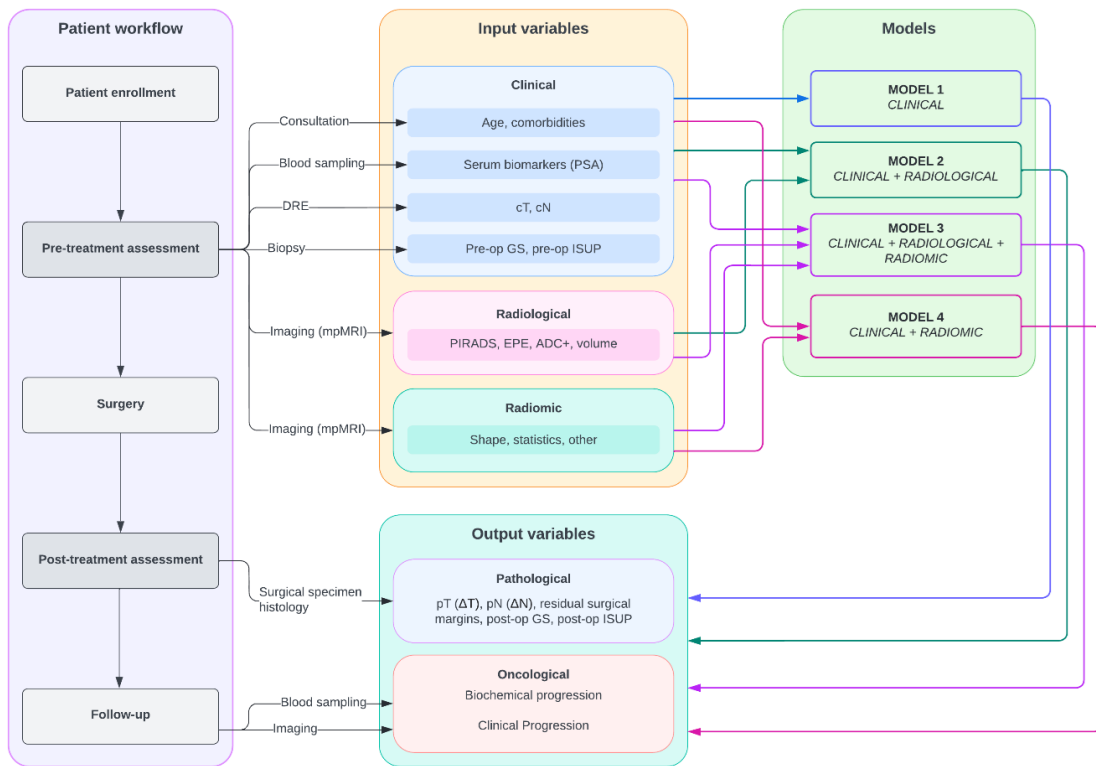 Patient workflow
Patient enrollment
Pre-treatment assessment
Surgery
Post-treatment assessment
Follow-up
Consultation
Blood sampling
DRE
Biopsy
Imaging (mpMRI)
Imaging (mpMRI)
Surgical specimen
histology
Blood sampling
Imaging
Input variables
Clinical
Age, comorbidities
Serum biomarkers (PSA)
cT, cN
Pre-op GS, pre-op ISUP
Radiological
PIRADS, EPE, ADC+, volume
Radiomic
Shape, statistics, other
Models
MODEL 1
CLINICAL
MODEL 2
CLINICAL + RADIOLOGICAL
MODEL 3
CLINICAL + RADIOLOGICAL +
RADIOMIC
MODEL 4
CLINICAL + RADIOMIC
Output variables
Pathological
pT (ΔT), pN (ΔN), residual surgical
margins, post-op GS, post-op ISUP
Oncological
Biochemical progression
Clinical Progression